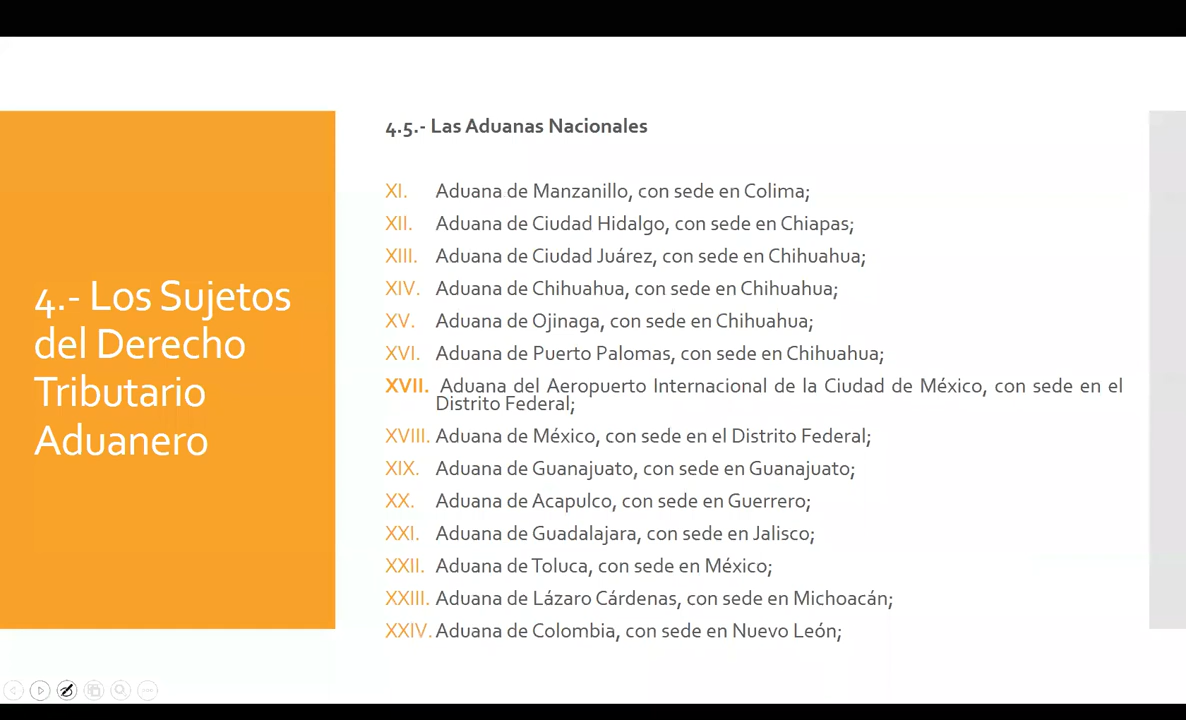 4.- Los Sujetos
del Derecho
Tributario
Aduanero
4.5.- Las Aduanas Nacionales
XI. Aduana de Manzanillo, con sede en Colima;
XII. Aduana de Ciudad Hidalgo, con sede en Chiapas;
XIII. Aduana de Ciudad Juárez, con sede en Chihuahua;
XIV. Aduana de Chihuahua, con sede en Chihuahua;
XV. Aduana de Ojinaga, con sede en Chihuahua;
XVI. Aduana de Puerto Palomas, con sede en Chihuahua;
XVII. Aduana del Aeropuerto Internacional de la Ciudad de México, con sede en el
Distrito Federal;
XVIII. Aduana de México, con sede en el Distrito Federal;
XIX. Aduana de Guanajuato, con sede en Guanajuato;
XX. Aduana de Acapulco, con sede en Guerrero;
XXI. Aduana de Guadalajara, con sede en Jalisco;
XXII. Aduana de Toluca, con sede en México;
XXIII. Aduana de Lázaro Cárdenas, con sede en Michoacán;
XXIV. Aduana de Colombia, con sede en Nuevo León;